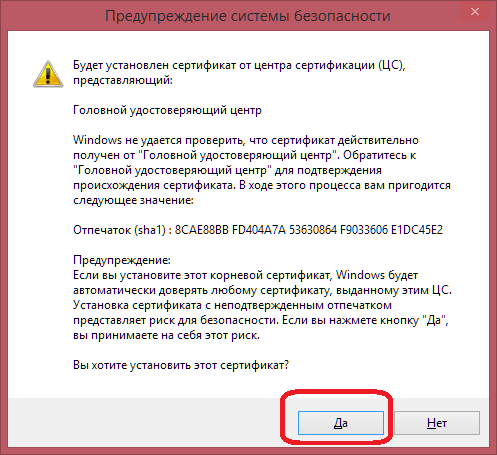 Предупреждение системы безопасности
Будет установлен сертификат от центра сертификации (ЦС),
представляющий:
Головной удостоверяющий центр
Windows не удается проверить, что сертификат действительно
получен от "Головной удостоверяющий центр". Обратитесь к
"Головной удостоверяющий центр" для подтверждения
происхождения сертификата. В ходе этого процесса вам пригодится
следующее значение:
Отпечаток (sha1) : 8CAE88BB FD404A7A 53630864 F9033606 E1DC45E2
Предупреждение:
Если вы установите этот корневой сертификат, Windows будет
автоматически доверять любому сертификату, выданному этим ЦС.
Установка сертификата с неподтвержденным отпечатком
представляет риск для безопасности. Если вы нажмете кнопку "Да",
вы принимаете на себя этот риск.
Вы хотите установить этот сертификат?
Да
Нет